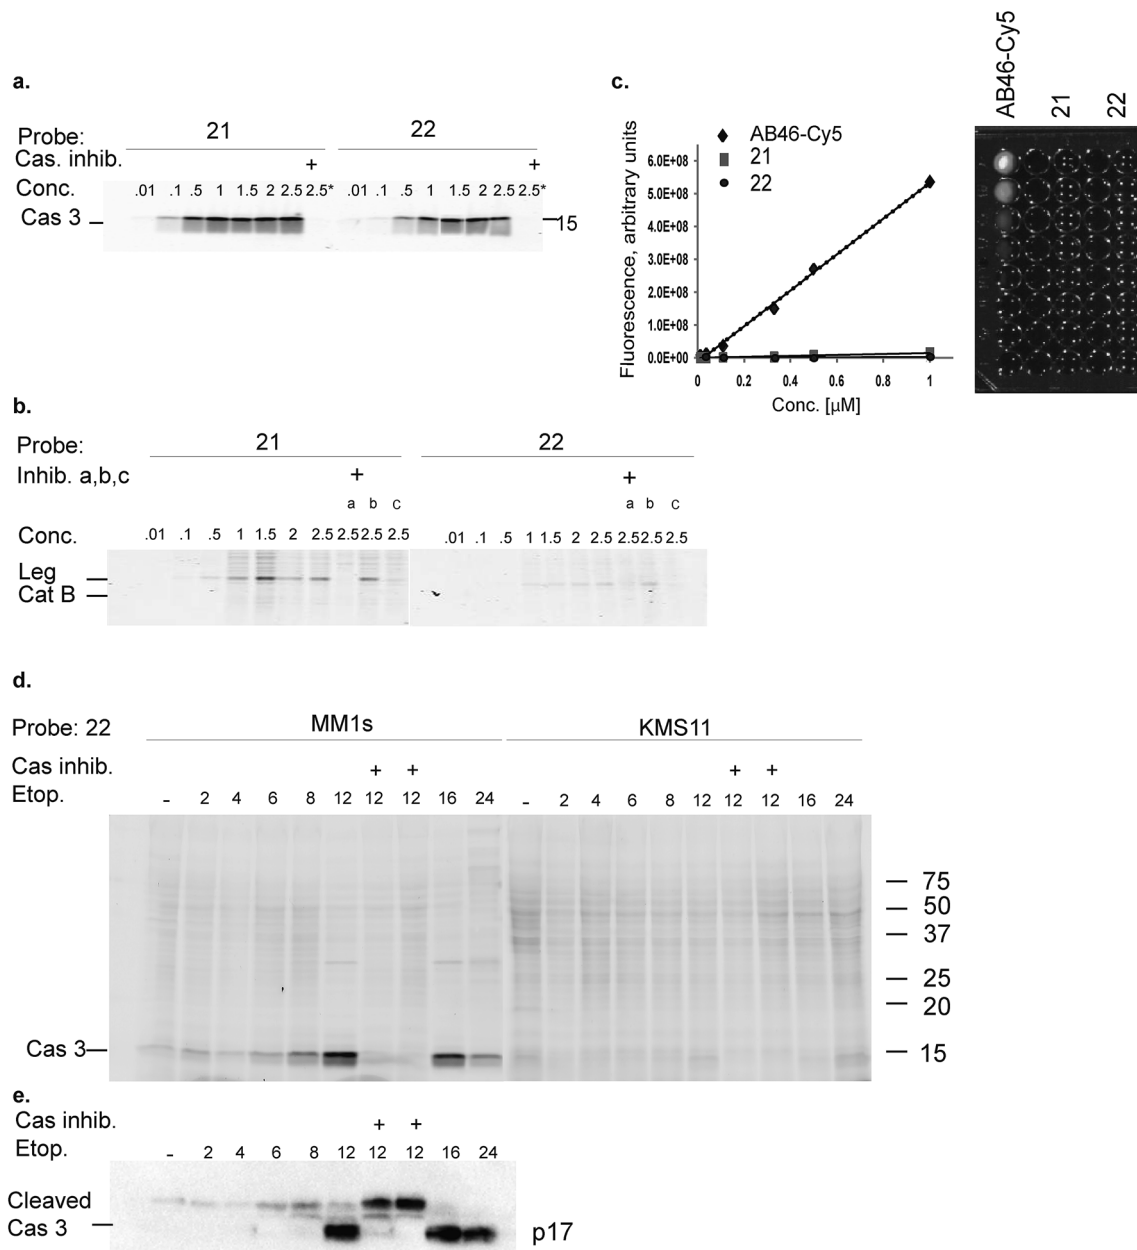 a.
Probe: 21 22
Cas. inhib. + +
Conc. .01 .1 .5 1 1.5 2 2.5 2.5* .01 .1 .5 1 1.5 2 2.5 2.5*
Cas 3 15
c.
AB46-Cy5 21 22
AB46-Cy5
21
22
Fluorescence, arbitrary units
6.0E+08
5.0E+08
4.0E+08
3.0E+08
2.0E+08
1.0E+08
0.0E+00
0 0.2 0.4 0.6 0.8 1
Conc. [µM]
b.
Probe: 21 22
Inhib. a,b,c + +
a b c a b c
Conc. .01 .1 .5 1 1.5 2 2.5 2.5 2.5 2.5 .01 .1 .5 1 1.5 2 2.5 2.5 2.5 2.5
Leg
Cat B
d.
Probe: 22 MM1s KMS11
Cas inhib. + + + +
Etop. - 2 4 6 8 12 12 12 16 24 - 2 4 6 8 12 12 12 16 24
75
50
37
25
20
Cas 3 15
e.
Cas inhib. + +
Etop. - 2 4 6 8 12 12 12 16 24
Cleaved
Cas 3 p17